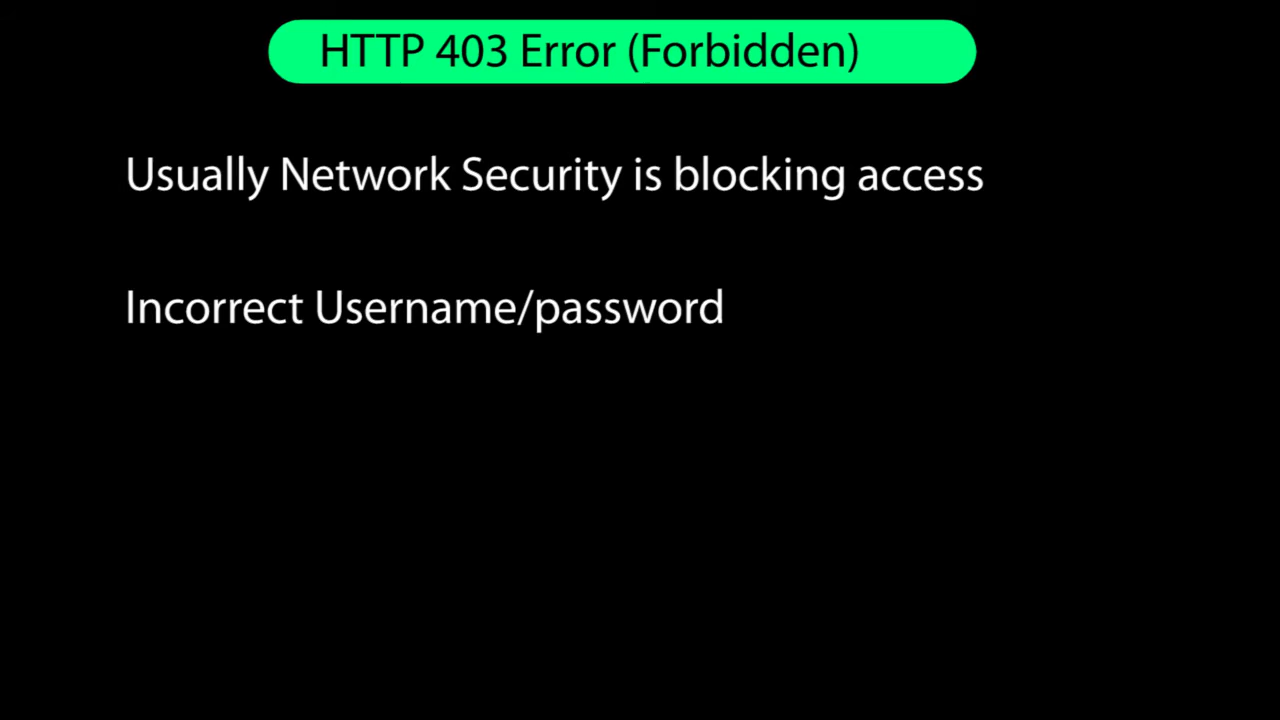 HTTP 403 Error (Forbidden)
Usually Network Security is blocking access
Incorrect Username/password